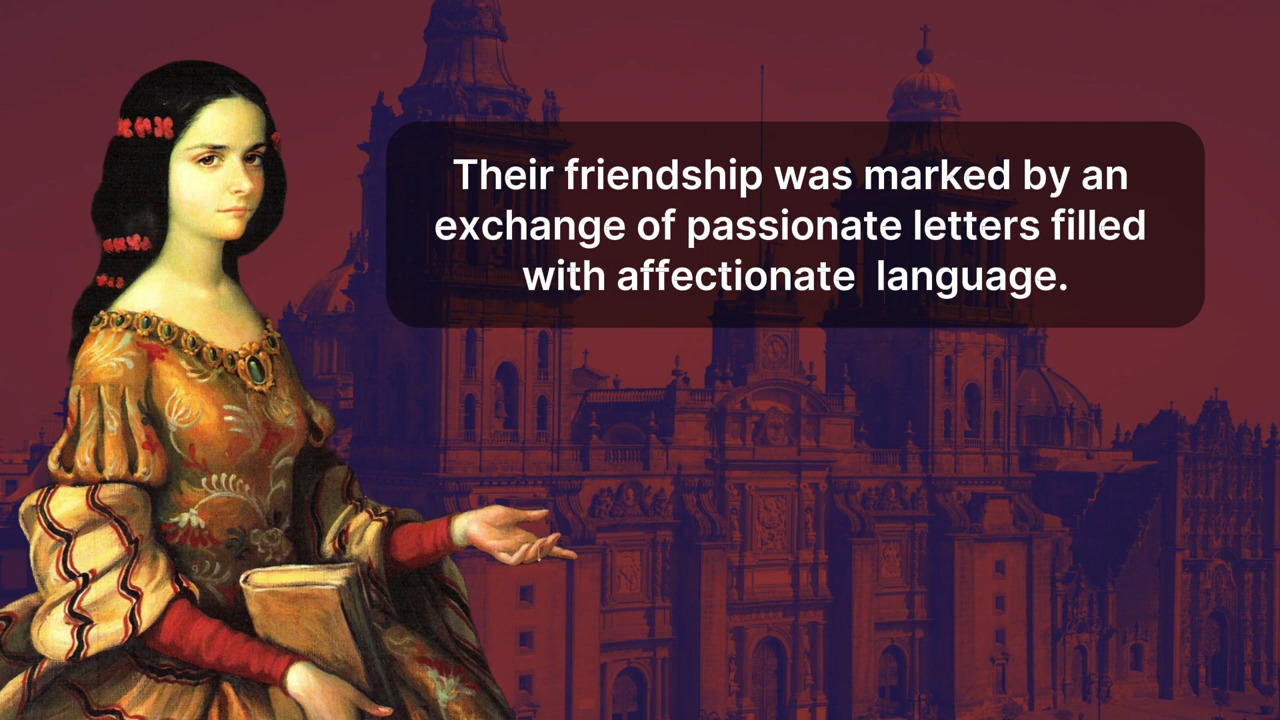 Their friendship was marked by an
exchange of passionate letters filled
with affectionate  language.